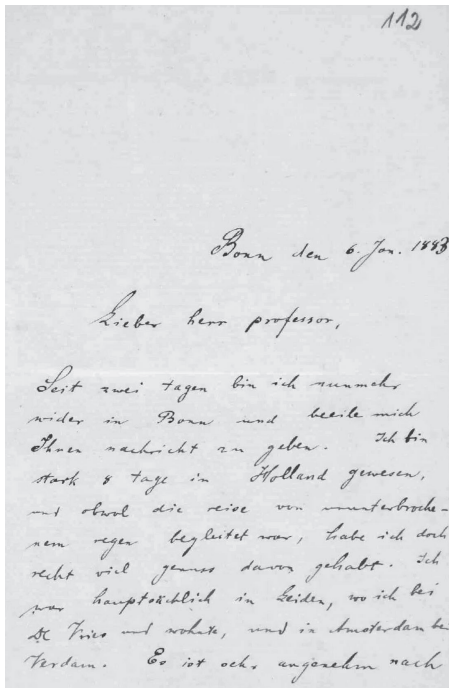 112
Bonn den 6. Jan. 1883
Lieber herr professor,
Seit zwei tagen bin ich nunmehr
wider in Bonn und beeile mich
Ihnen nachricht zu geben. Ich bin
stark 8 tage in Holland gewesen,
und obwol die reise von ununterbroche-
nem regen begleitet war, habe ich doch
recht viel genuss davon gehabt. Ich
war hauptsächlich in Leiden, wo ich bei
De Vries und wohnte, und in Amsterdam bei
Verdam. Es ist sehr angenehm nach